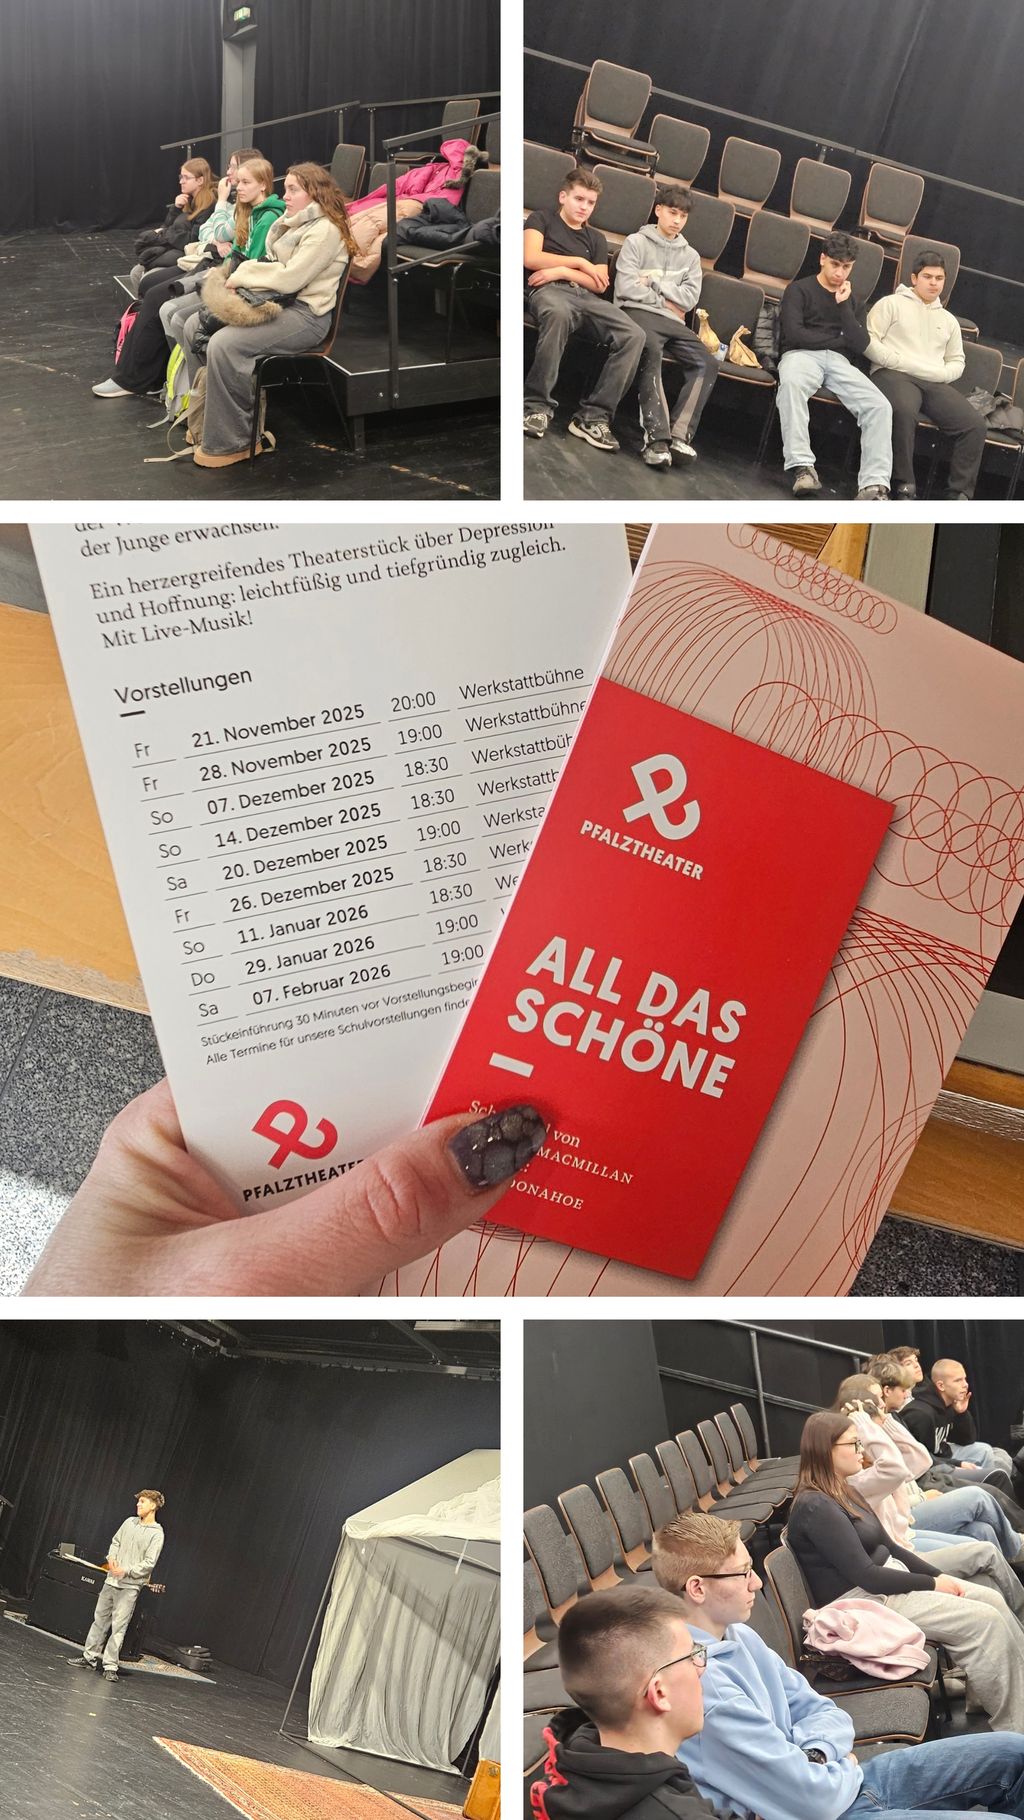 der Junge erwachsen.
Ein herzergreifendes Theaterstück über Depression
und Hoffnung: leichtfüßig und tiefgründig zugleich.
Mit Live-Musik!
Vorstellungen
Fr 21. November 2025 20:00 Werkstattbühne
Fr 28. November 2025 19:00 Werkstattbühne
So 07. Dezember 2025 18:30
So 14. Dezember 2025 18:30
Sa 20. Dezember 2025 19:00
Fr 26. Dezember 2025 18:30
So 11. Januar 2026 18:30
Do 29. Januar 2026 19:00
Sa 07. Februar 2026 19:00
Stückeinführung 30 Minuten vor
Alle Termine für unsere Schulvorstellungen
PFALZTHEATER
PFALZTHEATER
ALL DAS
SCHÖNE
von
MACMILLAN
DONAHOE
KAWAI